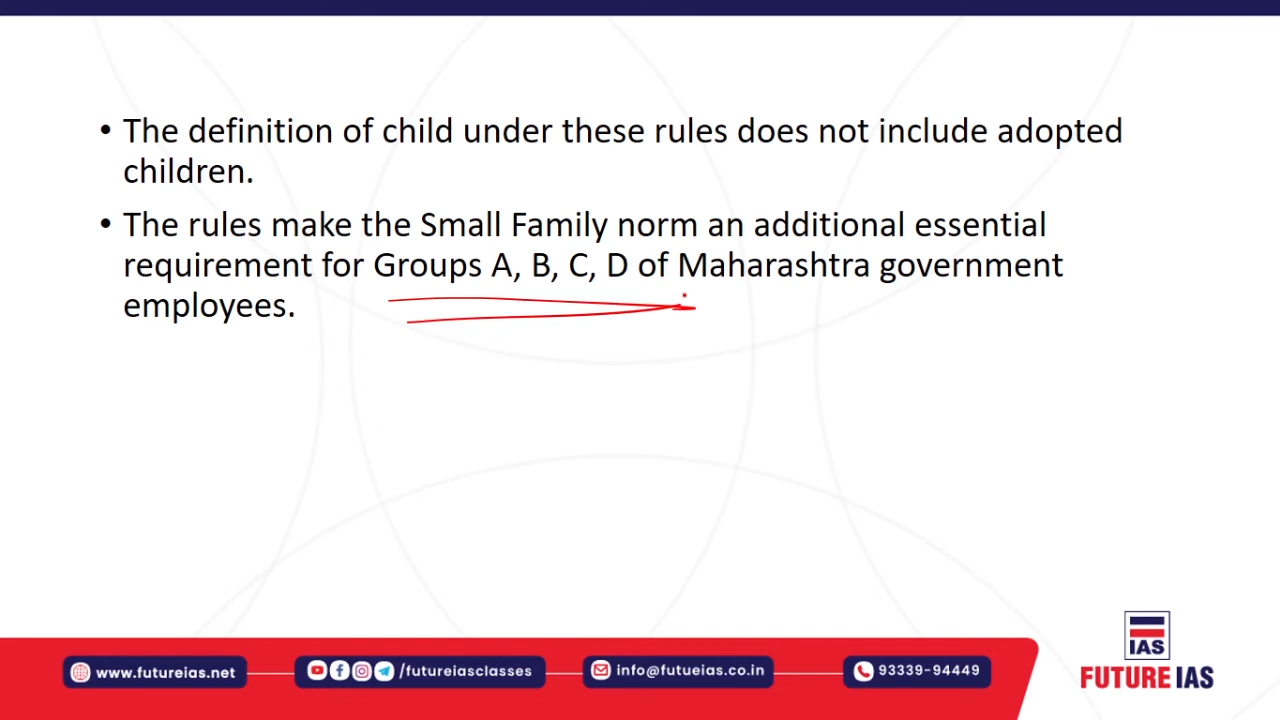 • The definition of child under these rules does not include adopted
children.
• The rules make the Small Family norm an additional essential
requirement for Groups A, B, C, D of Maharashtra government
employees.
IAS
www.futureias.net
/futureiasclasses
info@futueias.co.in
93339-94449
FUTURE IAS